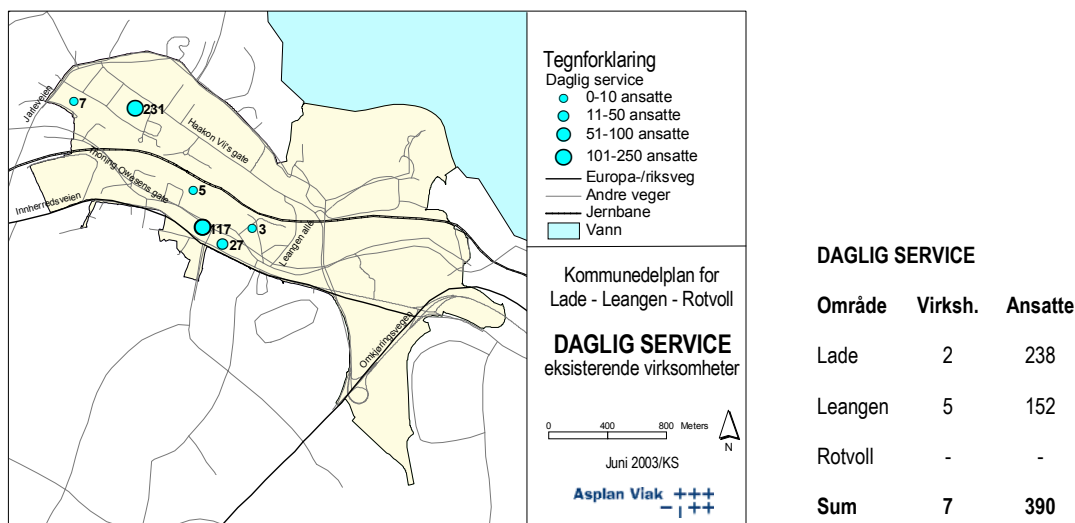 7
231
Jarleveien
Haakon VII's gate
Thoning Owesens gate
5
Innherredsveien
117
3
27
Leangen allé
Omkjøringsvegen
Tegnforklaring
Daglig service
0-10 ansatte
11-50 ansatte
51-100 ansatte
101-250 ansatte
Europa-/riksveg
Andre veger
Jernbane
Vann
Kommunedelplan for
Lade - Leangen - Rotvoll
DAGLIG SERVICE
eksisterende virksomheter
0 400 800 Meters
N
Juni 2003/KS
Asplan Viak
DAGLIG SERVICE
Område Virksh. Ansatte
Lade 2 238
Leangen 5 152
Rotvoll - -
Sum 7 390